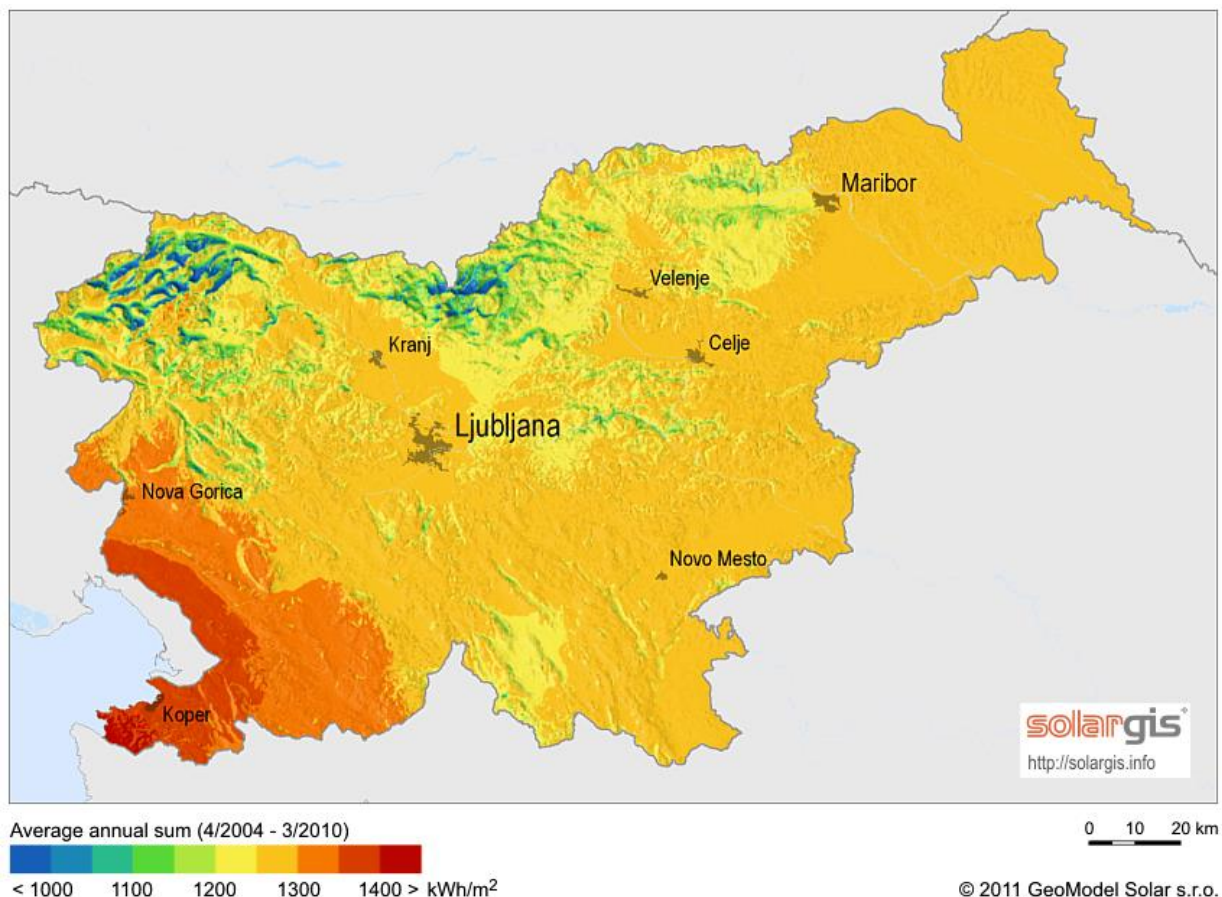 Maribor
Velenje
Kranj
Celje
Ljubljana
Nova Gorica
Novo Mesto
Koper
solargis
http://solargis.info
Average annual sum (4/2004 - 3/2010)
0 10 20 km
< 1000 1100 1200 1300 1400 > kWh/m²
© 2011 GeoModel Solar s.r.o.